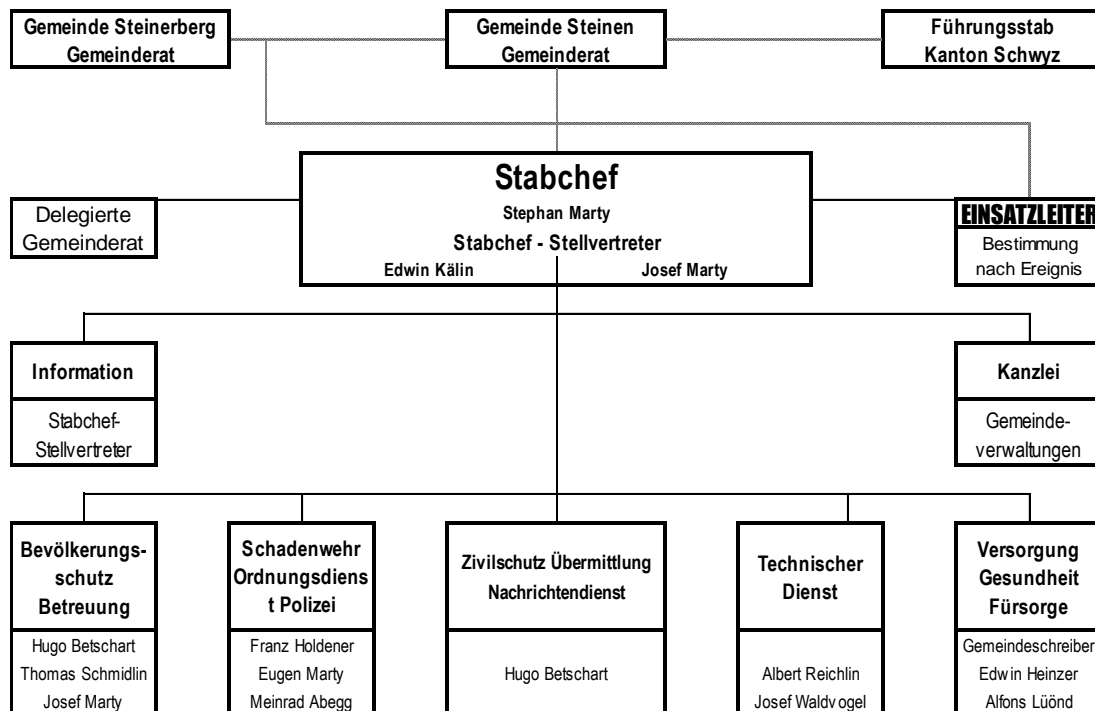 Gemeinde Steinerberg
Gemeinderat
Gemeinde Steinen
Gemeinderat
Führungsstab
Kanton Schwyz
Stabchef
Stephan Marty
Stabchef - Stellvertreter
Edwin Kälin
Josef Marty
Delegierte
Gemeinderat
EINSATZLEITER
Bestimmung
nach Ereignis
Information
Stabchef-
Stellvertreter
Kanzlei
Gemeinde-
verwaltungen
Bevölkerungs-
schutz
Betreuung
Hugo Betschart
Thomas Schmidlin
Josef Marty
Schadenwehr
Ordnungsdiens
t Polizei
Franz Holdener
Eugen Marty
Meinrad Abegg
Zivilschutz Übermittlung
Nachrichtendienst
Hugo Betschart
Technischer
Dienst
Albert Reichlin
Josef Waldvogel
Versorgung
Gesundheit
Fürsorge
Gemeindeschreiber
Edwin Heinzer
Alfons Lüönd